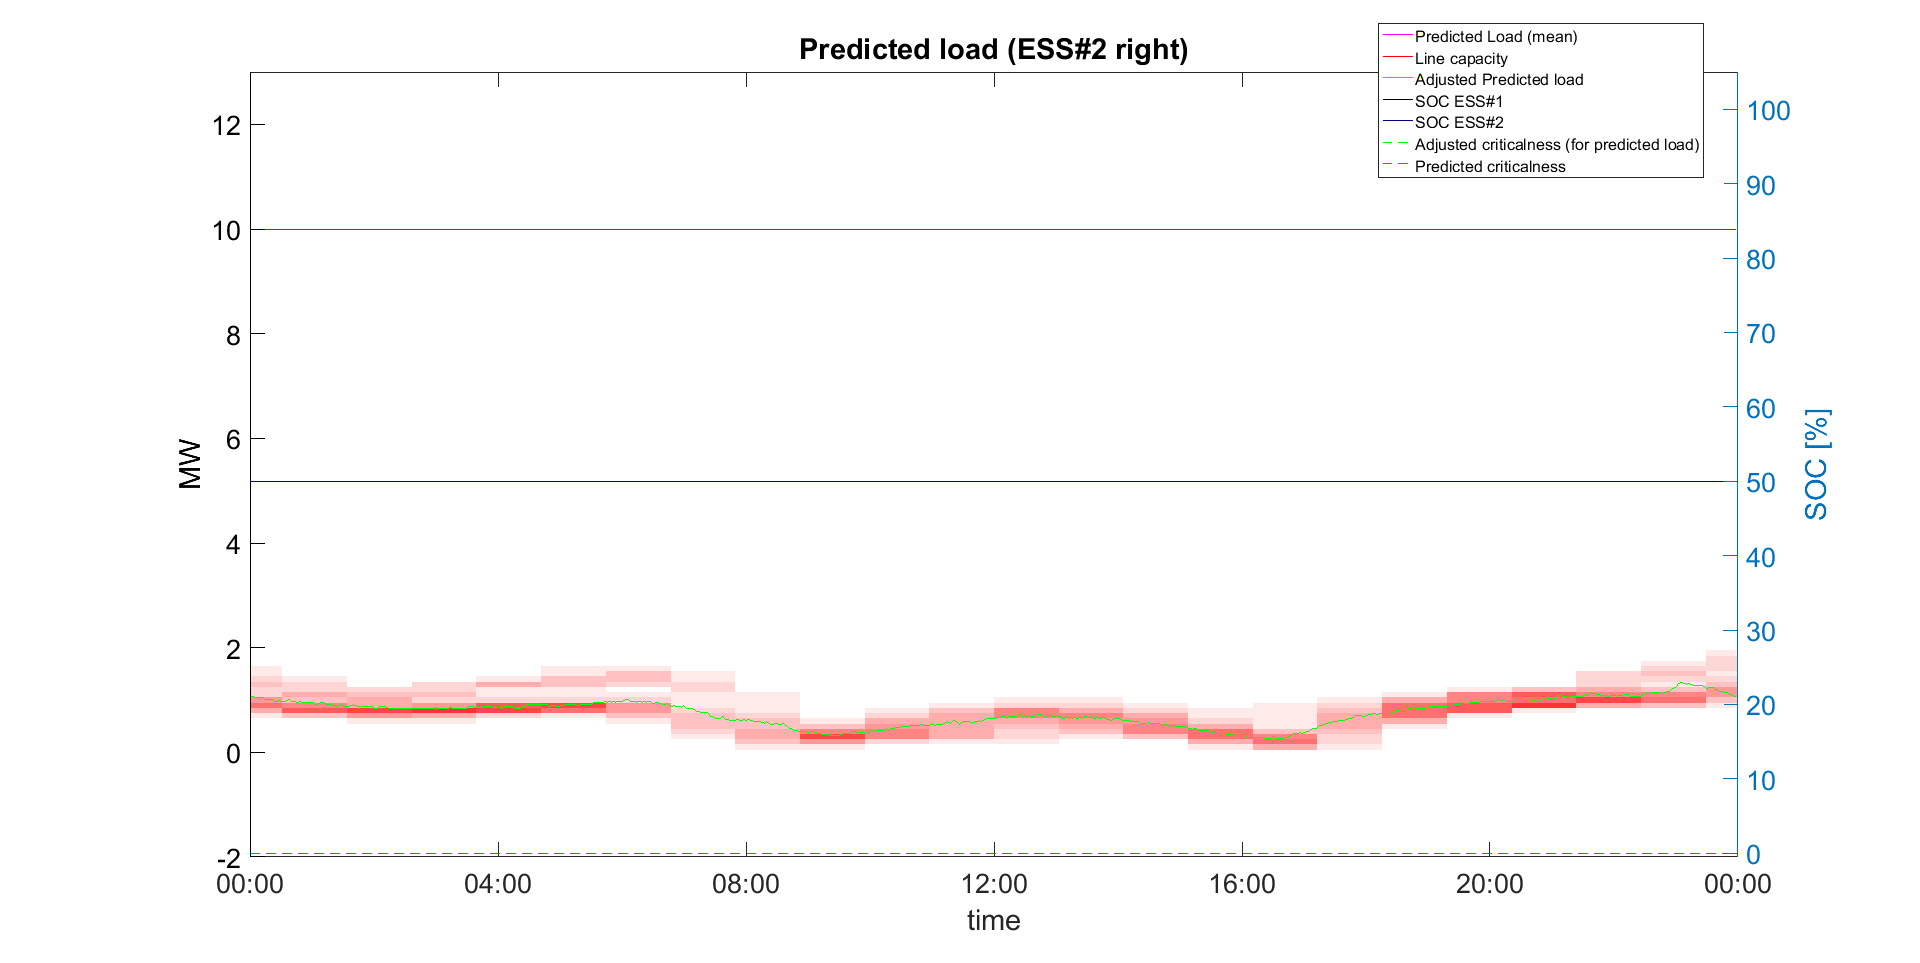 Predicted load (ESS#2 right)
Predicted Load (mean)
Line capacity
Adjusted Predicted load
SOC ESS#1
SOC ESS#2
Adjusted criticalness (for predicted load)
Predicted criticalness
12
10
8
6
4
2
0
-2
MW
100
90
80
70
60
50
40
30
20
10
0
SOC [%]
00:00 04:00 08:00 12:00 16:00 20:00 00:00
time